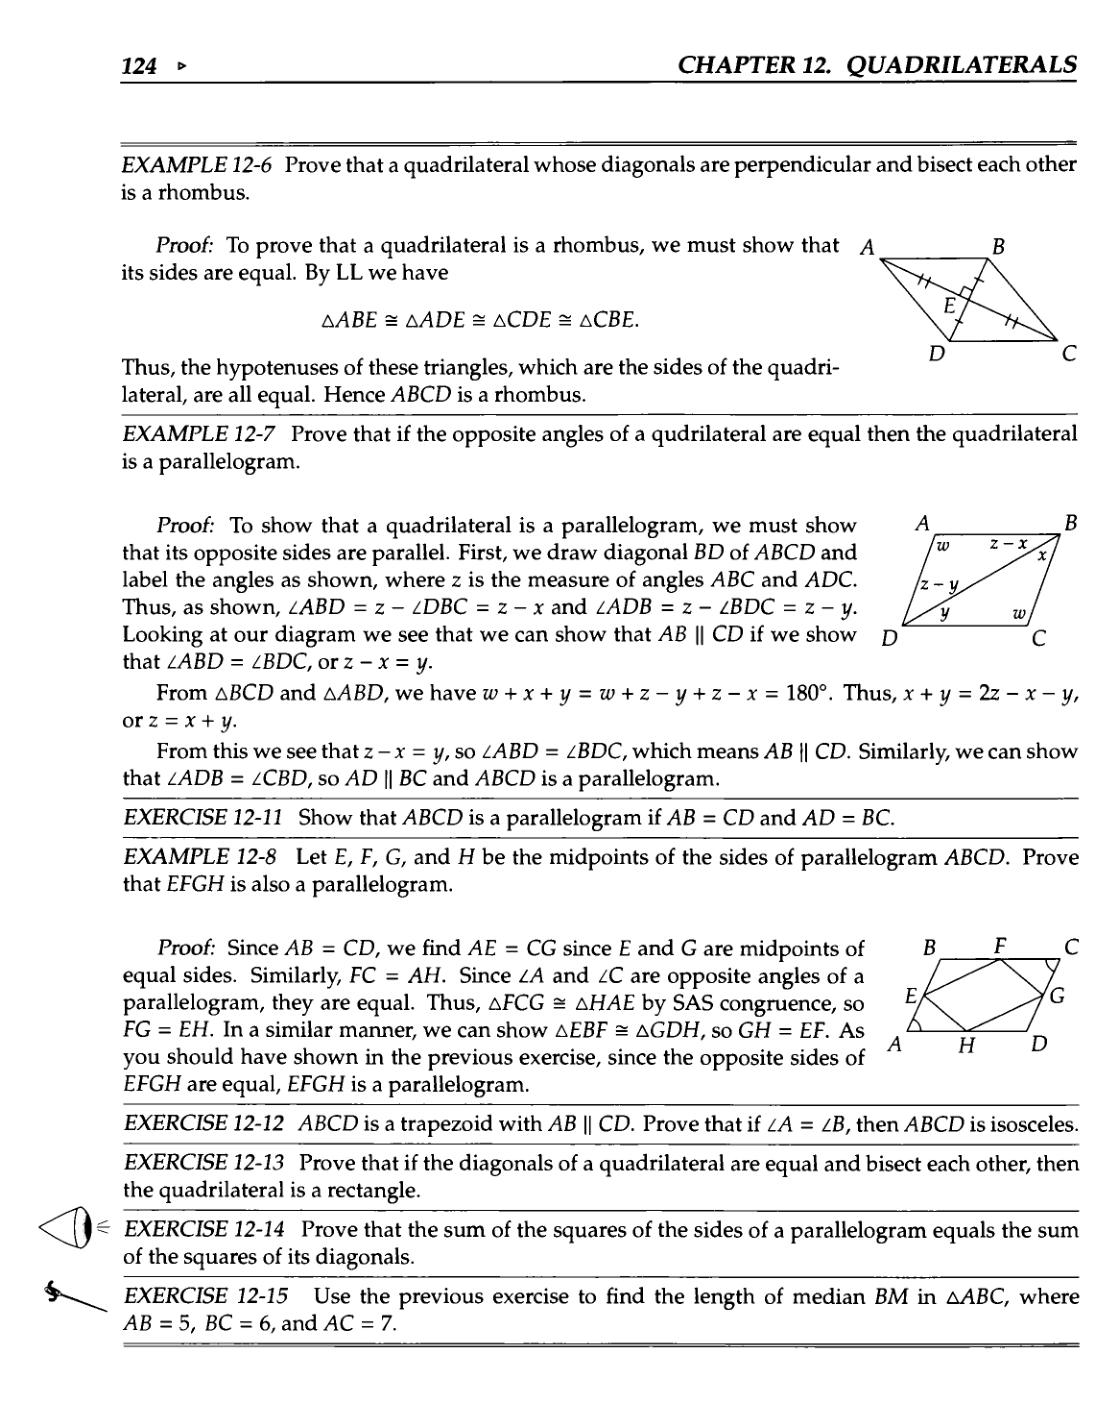 124 ▹ CHAPTER 12. QUADRILATERALS
EXAMPLE 12-6 Prove that a quadrilateral whose diagonals are perpendicular and bisect each other
is a rhombus.
Proof: To prove that a quadrilateral is a rhombus, we must show that
its sides are equal. By LL we have
△ABE ≅ △ADE ≅ △CDE ≅ △CBE.
Thus, the hypotenuses of these triangles, which are the sides of the quadri-
lateral, are all equal. Hence ABCD is a rhombus.
A B
E
D C
EXAMPLE 12-7 Prove that if the opposite angles of a qudrilateral are equal then the quadrilateral
is a parallelogram.
Proof: To show that a quadrilateral is a parallelogram, we must show
that its opposite sides are parallel. First, we draw diagonal BD of ABCD and
label the angles as shown, where z is the measure of angles ABC and ADC.
Thus, as shown, ∠ABD = z − ∠DBC = z − x and ∠ADB = z − ∠BDC = z − y.
Looking at our diagram we see that we can show that AB || CD if we show
that ∠ABD = ∠BDC, or z − x = y.
A B
w z − x
x
z − y
y w
D C
From △BCD and △ABD, we have w + x + y = w + z − y + z − x = 180°. Thus, x + y = 2z − x − y,
or z = x + y.
From this we see that z − x = y, so ∠ABD = ∠BDC, which means AB || CD. Similarly, we can show
that ∠ADB = ∠CBD, so AD || BC and ABCD is a parallelogram.
EXERCISE 12-11 Show that ABCD is a parallelogram if AB = CD and AD = BC.
EXAMPLE 12-8 Let E, F, G, and H be the midpoints of the sides of parallelogram ABCD. Prove
that EFGH is also a parallelogram.
Proof: Since AB = CD, we find AE = CG since E and G are midpoints of
equal sides. Similarly, FC = AH. Since ∠A and ∠C are opposite angles of a
parallelogram, they are equal. Thus, △FCG ≅ △HAE by SAS congruence, so
FG = EH. In a similar manner, we can show △EBF ≅ △GDH, so GH = EF. As
you should have shown in the previous exercise, since the opposite sides of
EFGH are equal, EFGH is a parallelogram.
B F C
E G
A H D
EXERCISE 12-12 ABCD is a trapezoid with AB || CD. Prove that if ∠A = ∠B, then ABCD is isosceles.
EXERCISE 12-13 Prove that if the diagonals of a quadrilateral are equal and bisect each other, then
the quadrilateral is a rectangle.
EXERCISE 12-14 Prove that the sum of the squares of the sides of a parallelogram equals the sum
of the squares of its diagonals.
EXERCISE 12-15 Use the previous exercise to find the length of median BM in △ABC, where
AB = 5, BC = 6, and AC = 7.